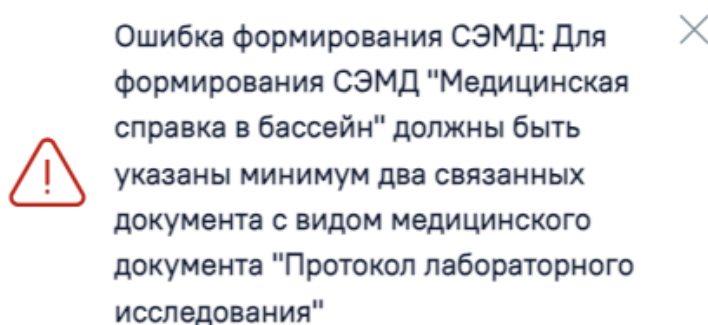 Ошибка формирования СЭМД: Для
формирования СЭМД "Медицинская
справка в бассейн" должны быть
указаны минимум два связанных
документа с видом медицинского
документа "Протокол лабораторного
исследования"